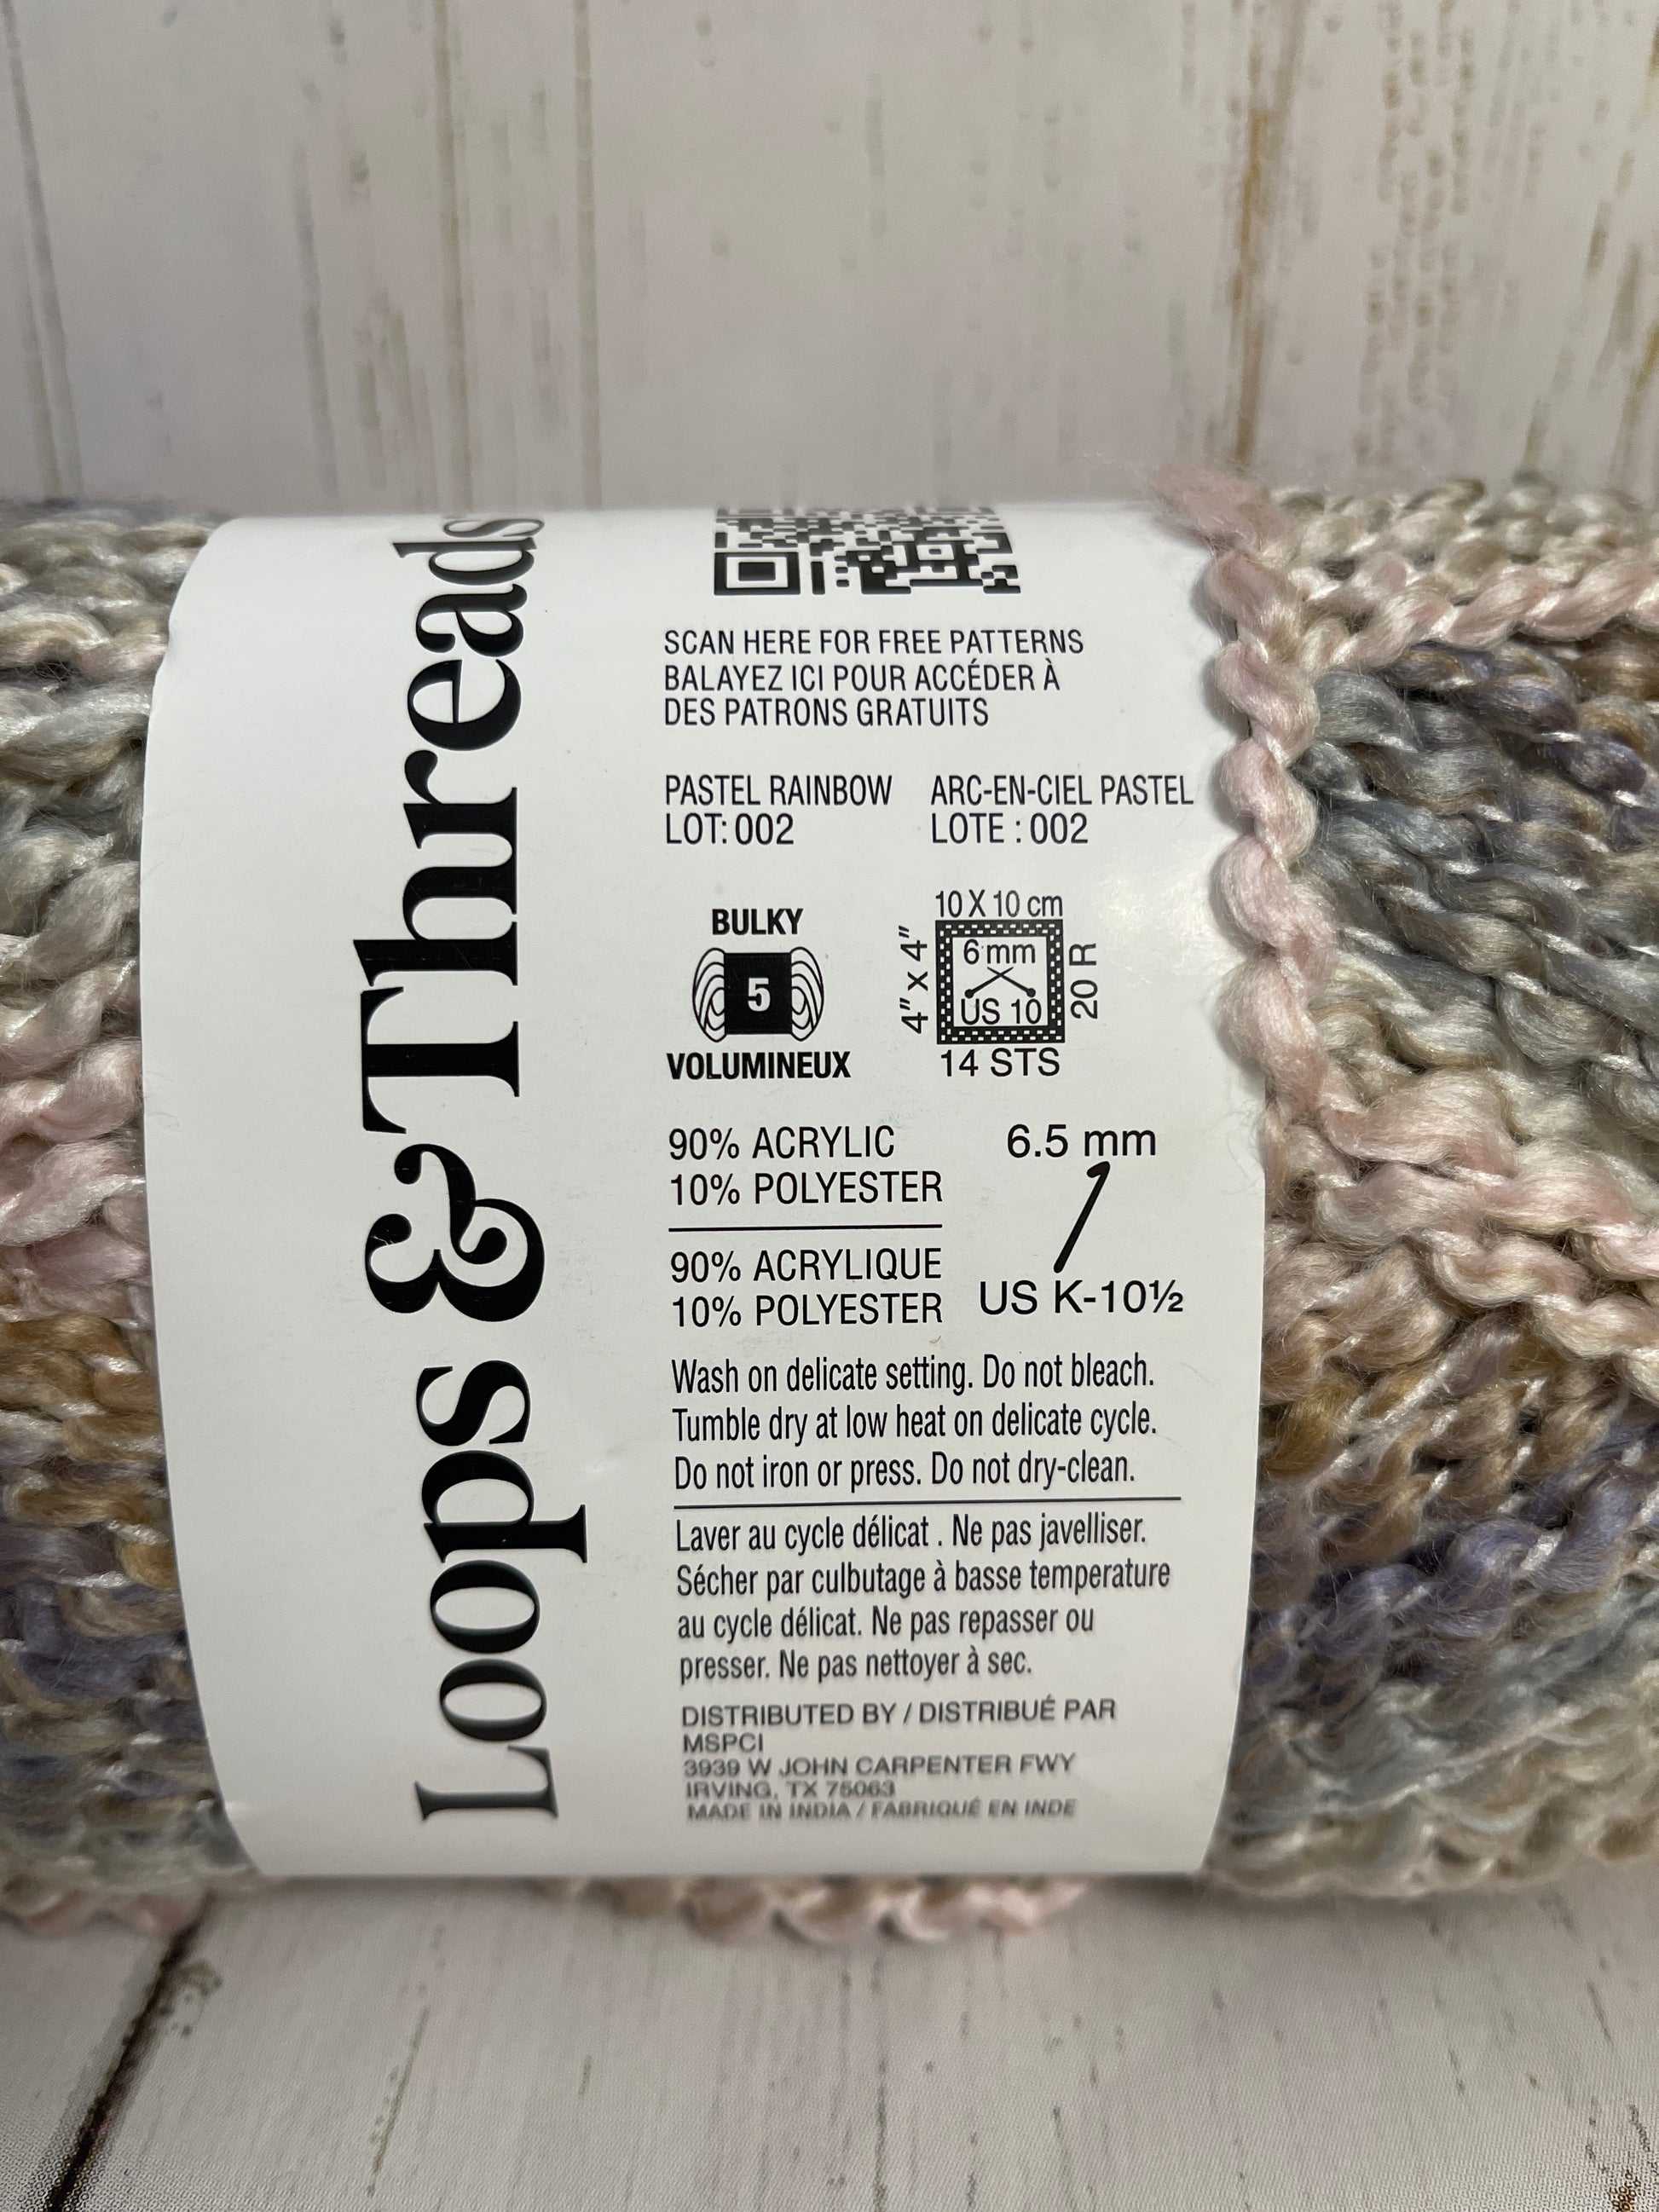 Loops & Threads
SCAN HERE FOR FREE PATTERNS
BALAYEZ ICI POUR ACCÉDER À
DES PATRONS GRATUITS
PASTEL RAINBOW
LOT: 002
ARC-EN-CIEL PASTEL
LOTE : 002
BULKY
5
VOLUMINEUX
10 X 10 cm
4" x 4"
6 mm
US 10
20 R
14 STS
90% ACRYLIC
10% POLYESTER
90% ACRYLIQUE
10% POLYESTER
6.5 mm
US K-10½
Wash on delicate setting. Do not bleach.
Tumble dry at low heat on delicate cycle.
Do not iron or press. Do not dry-clean.
Laver au cycle délicat . Ne pas javelliser.
Sécher par culbutage à basse temperature
au cycle délicat. Ne pas repasser ou
presser. Ne pas nettoyer à sec.
DISTRIBUTED BY / DISTRIBUÉ PAR
MSPCI
3939 W JOHN CARPENTER FWY
IRVING, TX 75063
MADE IN INDIA / FABRIQUÉ EN INDE